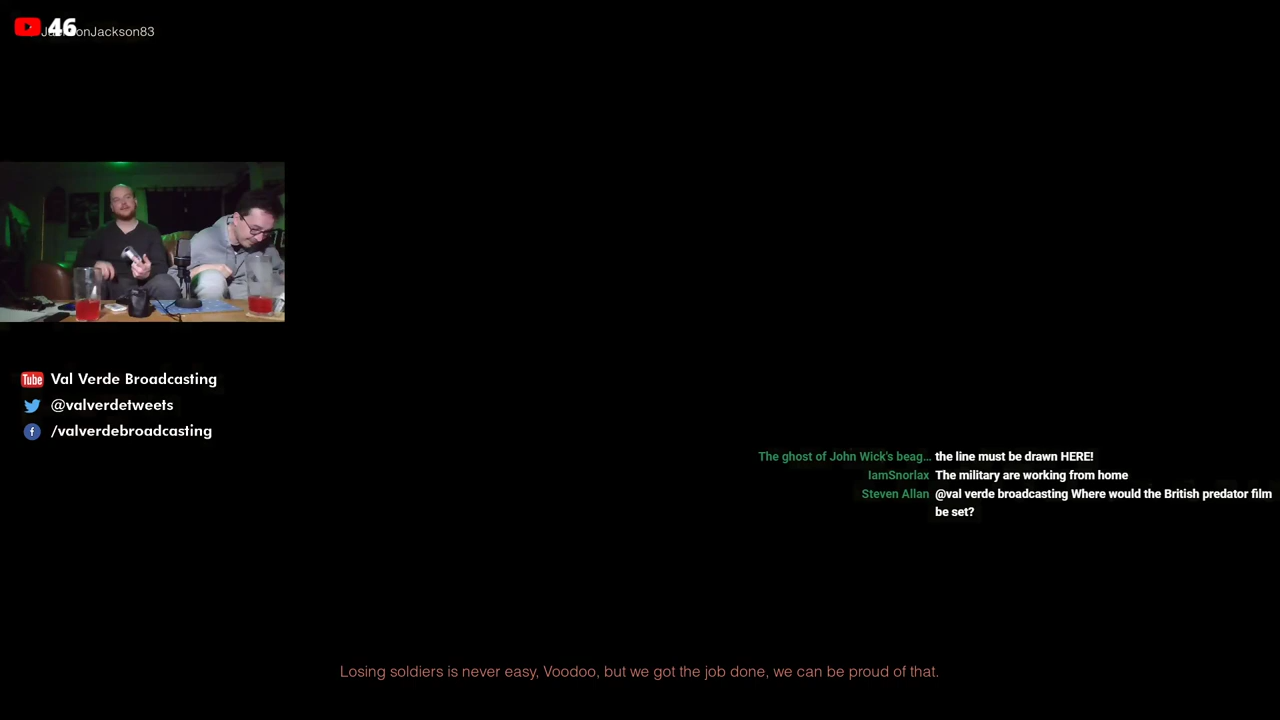 46
onJackson83
Tube Val Verde Broadcasting
@valverdetweets
f /valverdebroadcasting
The ghost of John Wick's beag… the line must be drawn HERE!
IamSnorlax The military are working from home
Steven Allan @val verde broadcasting Where would the British predator film
be set?
Losing soldiers is never easy, Voodoo, but we got the job done, we can be proud of that.